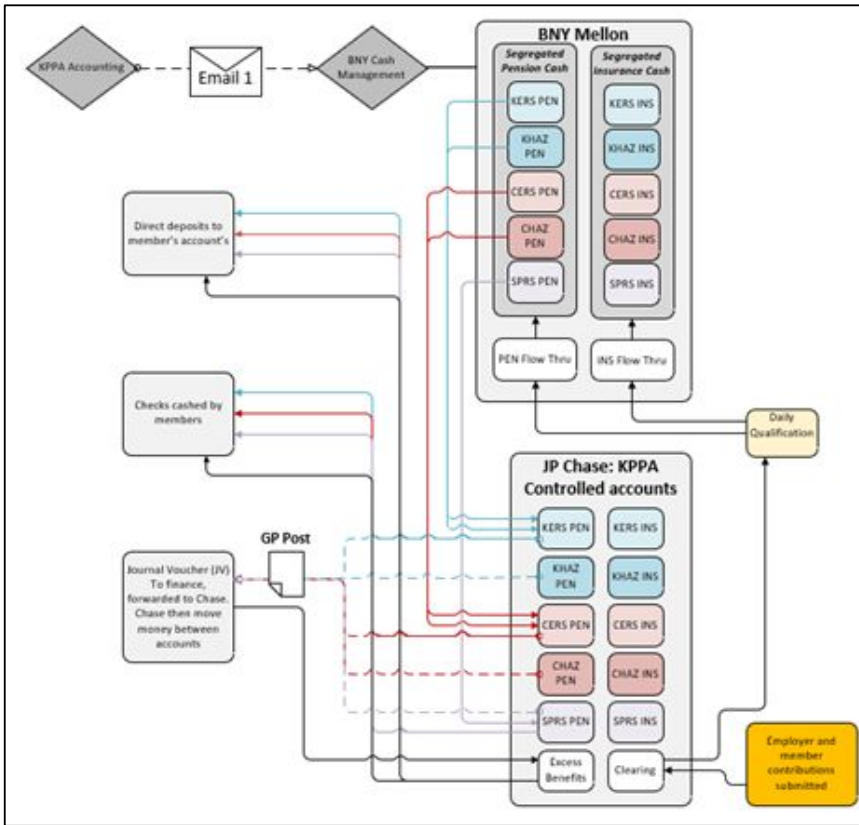 KPPA Accounting
Email 1
BNY Cash
Management
BNY Mellon
Segregated
Pension Cash
Segregated
Insurance Cash
KERS PEN
KERS INS
KHAZ
PEN
KHAZ INS
CERS PEN
CERS INS
CHAZ
PEN
CHAZ INS
SPRS PEN
SPRS INS
PEN Flow Thru
INS Flow Thru
Direct deposits to
member's account's
Checks cashed by
members
Daily
Qualification
JP Chase: KPPA
Controlled accounts
KERS PEN
KERS INS
KHAZ
PEN
KHAZ INS
CERS PEN
CERS INS
CHAZ
PEN
CHAZ INS
SPRS PEN
SPRS INS
Excess
Benefits
Clearing
GP Post
Journal Voucher (JV)
To finance,
forwarded to Chase.
Chase then move
money between
accounts
Employer and
member
contributions
submitted